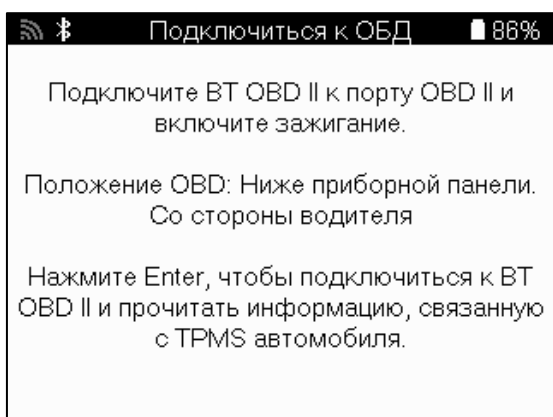 Подключиться к ОБД 86%
Подключите BT OBD II к порту OBD II и
включите зажигание.
Положение OBD: Ниже приборной панели.
Со стороны водителя
Нажмите Enter, чтобы подключиться к BT
OBD II и прочитать информацию, связанную
с TPMS автомобиля.